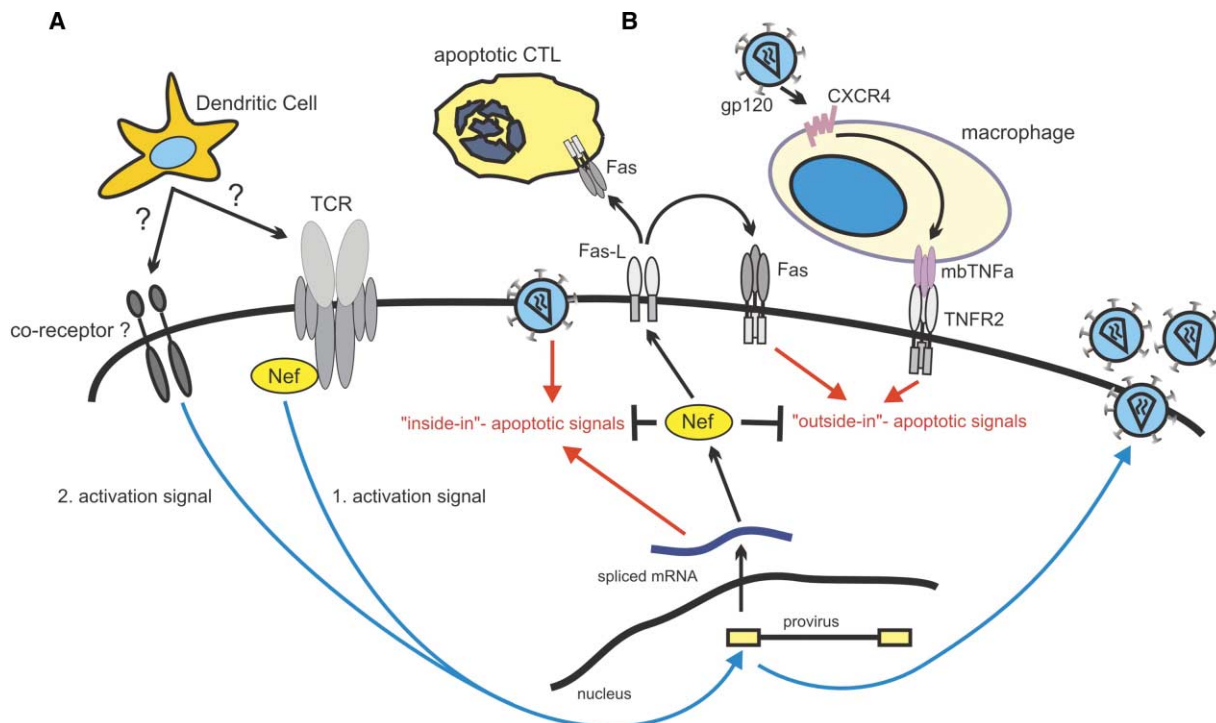 A
B
apoptotic CTL
gp120
CXCR4
Dendritic Cell
macrophage
Fas
?
?
TCR
Fas-L
Fas
mbTNFa
TNFR2
co-receptor ?
Nef
"inside-in"- apoptotic signals
Nef
"outside-in"- apoptotic signals
2. activation signal
1. activation signal
spliced mRNA
provirus
nucleus